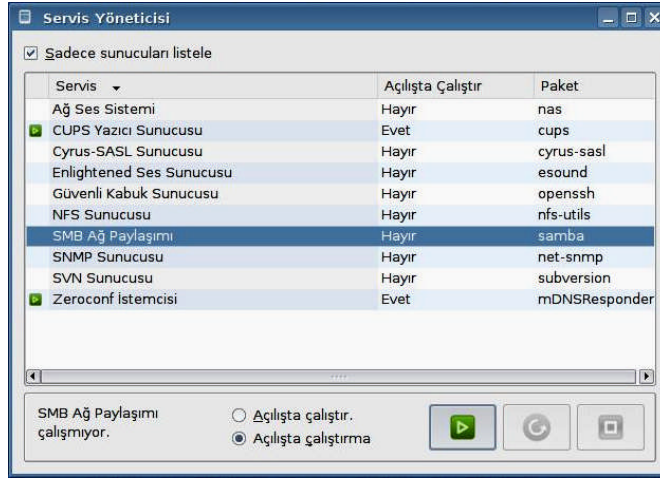 Servis Yöneticisi
Sadece sunucuları listele
Servis Açılışta Çalıştır Paket
Ağ Ses Sistemi Hayır nas
CUPS Yazıcı Sunucusu Evet cups
Cyrus-SASL Sunucusu Hayır cyrus-sasl
Enlightened Ses Sunucusu Hayır esound
Güvenli Kabuk Sunucusu Hayır openssh
NFS Sunucusu Hayır nfs-utils
SMB Ağ Paylaşımı Hayır samba
SNMP Sunucusu Hayır net-snmp
SVN Sunucusu Hayır subversion
Zeroconf İstemcisi Evet mDNSResponder
SMB Ağ Paylaşımı
çalışmıyor.
Açılışta çalıştır.
Açılışta çalıştırma